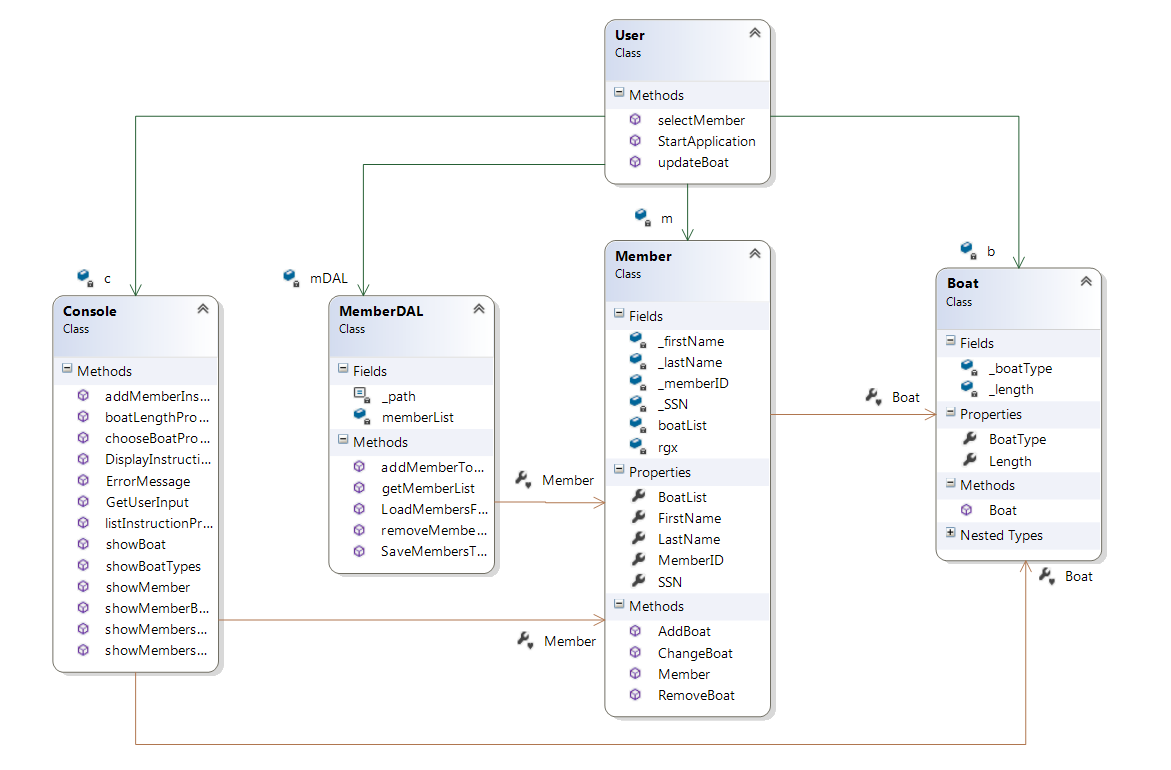 User
Class
Methods
selectMember
StartApplication
updateBoat
c
mDAL
m
b
Console
Class
Methods
addMemberIns...
boatLengthPro...
chooseBoatPro...
DisplayInstructi...
ErrorMessage
GetUserInput
listInstructionPr...
showBoat
showBoatTypes
showMember
showMemberB...
showMembers...
showMembers...
MemberDAL
Class
Fields
_path
memberList
Methods
addMemberTo...
getMemberList
LoadMembersF...
removeMembe...
SaveMembersT...
Member
Member
Member
Class
Fields
_firstName
_lastName
_memberID
_SSN
boatList
rgx
Properties
BoatList
FirstName
LastName
MemberID
SSN
Methods
AddBoat
ChangeBoat
Member
RemoveBoat
Boat
Boat
Class
Fields
_boatType
_length
Properties
BoatType
Length
Methods
Boat
Nested Types
Boat